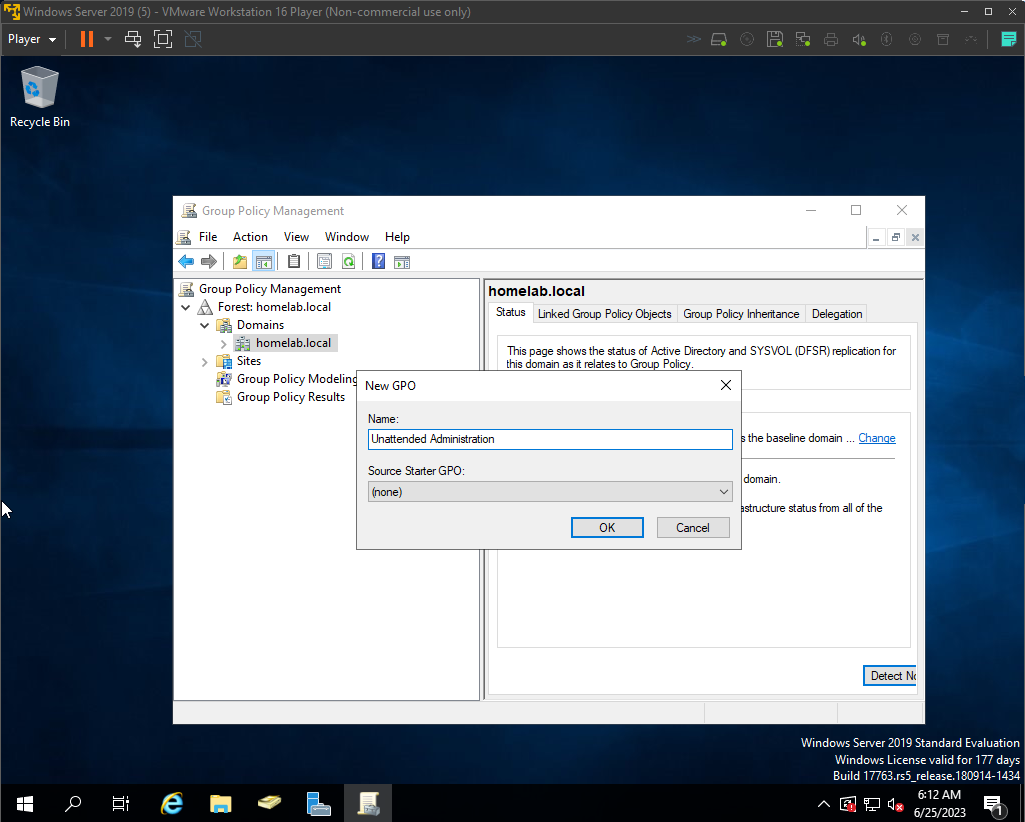 Windows Server 2019 (5) - VMware Workstation 16 Player (Non-commercial use only)
Player
Recycle Bin
Group Policy Management
File Action View Window Help
Group Policy Management
Forest: homelab.local
Domains
homelab.local
Sites
Group Policy Modeling
Group Policy Results
homelab.local
Status Linked Group Policy Objects Group Policy Inheritance Delegation
This page shows the status of Active Directory and SYSVOL (DFSR) replication for
this domain as it relates to Group Policy.
New GPO
Name:
Unattended Administration
Source Starter GPO:
(none)
OK Cancel
s the baseline domain ... Change
domain.
astructure status from all of the
Detect No
Windows Server 2019 Standard Evaluation
Windows License valid for 177 days
Build 17763.rs5_release.180914-1434
6:12 AM
6/25/2023
1